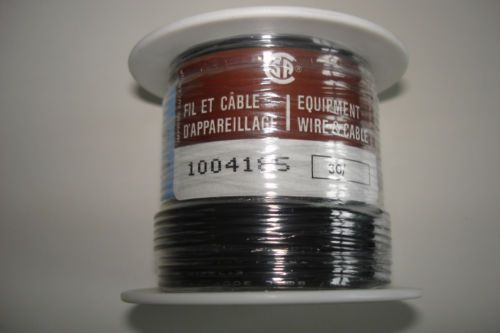 FIL ET CÂBLE
D'APPAREILLAGE
EQUIPMENT
WIRE & CABLE
1004185